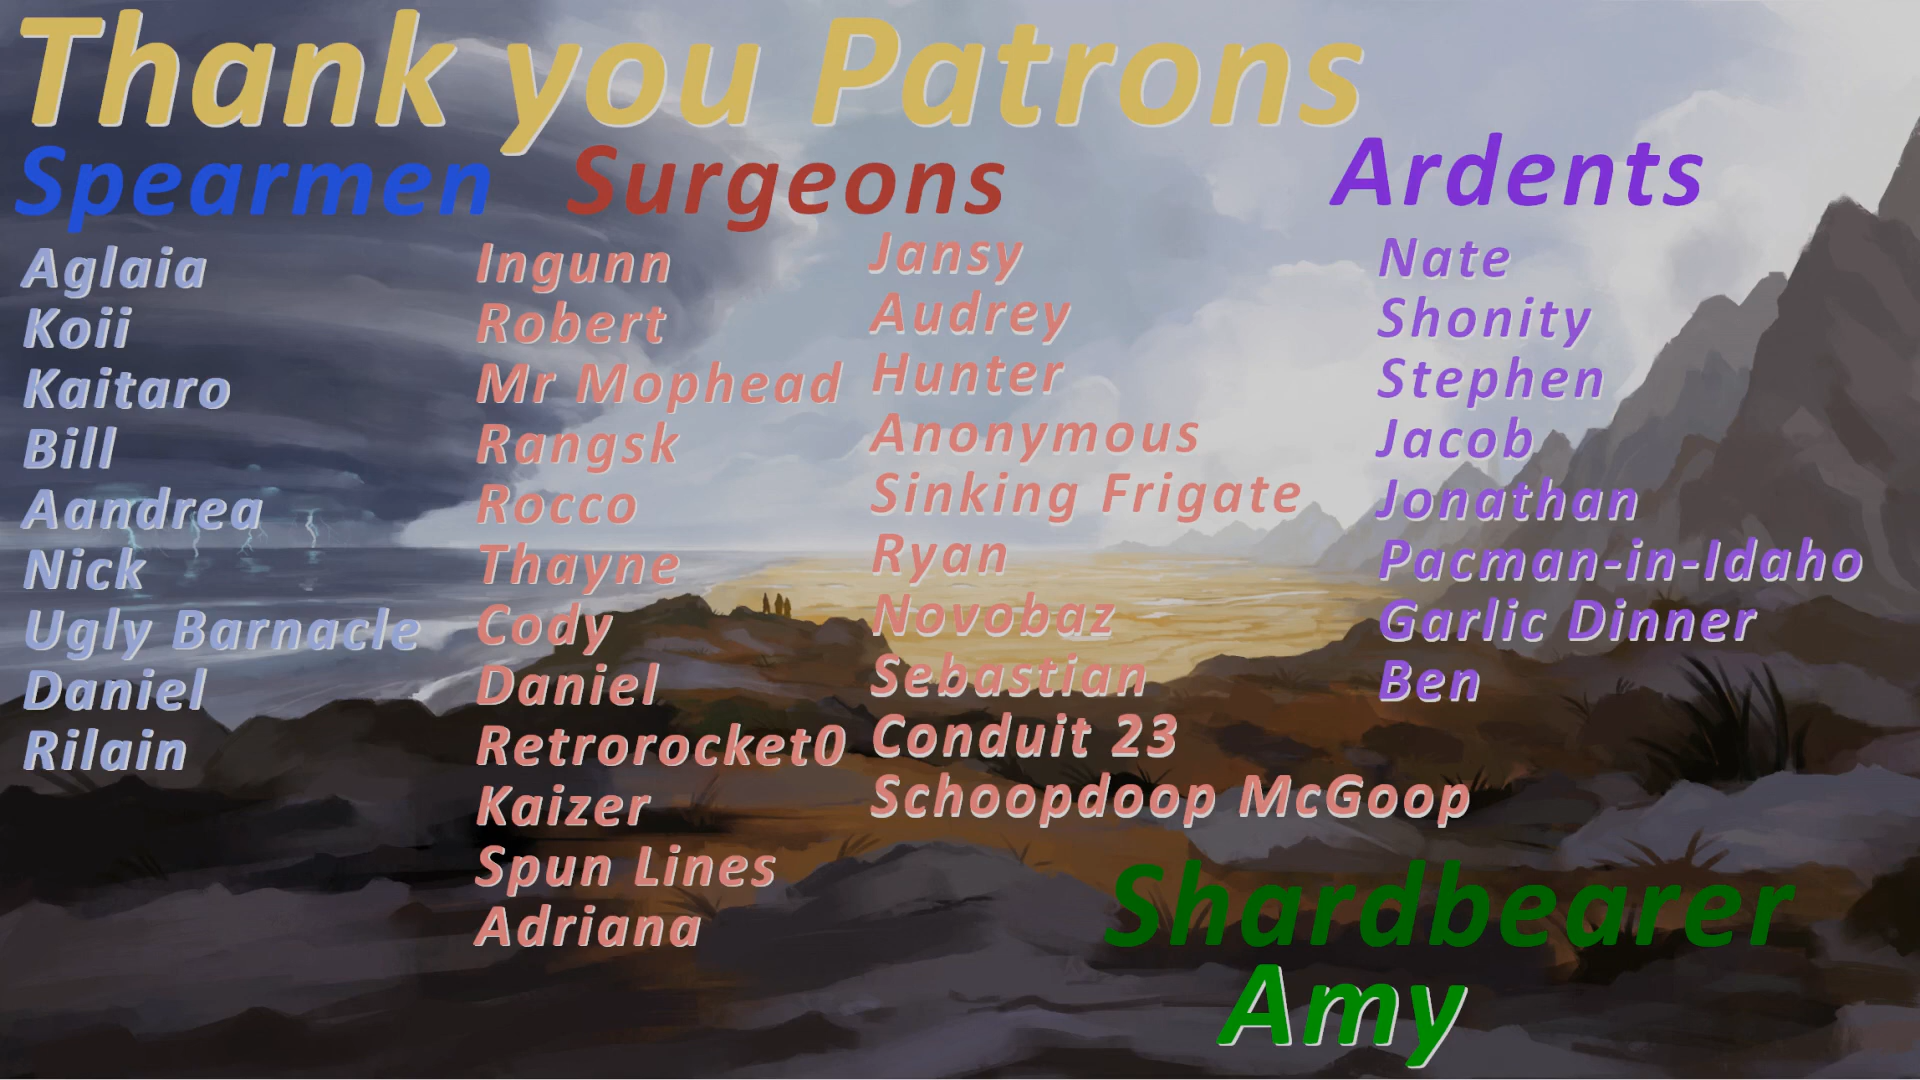 Thank you Patrons
Spearmen
Aglaia
Koii
Kaitaro
Bill
Aandrea
Nick
Ugly Barnacle
Daniel
Rilain
Surgeons
Ingunn
Robert
Mr Mophead
Rangsk
Rocco
Thayne
Cody
Daniel
Retrorocket0
Kaizer
Spun Lines
Adriana
Jansy
Audrey
Hunter
Anonymous
Sinking Frigate
Ryan
Novobaz
Sebastian
Conduit 23
Schoopdoop McGoop
Ardents
Nate
Shonity
Stephen
Jacob
Jonathan
Pacman-in-Idaho
Garlic Dinner
Ben
Shardbearer
Amy